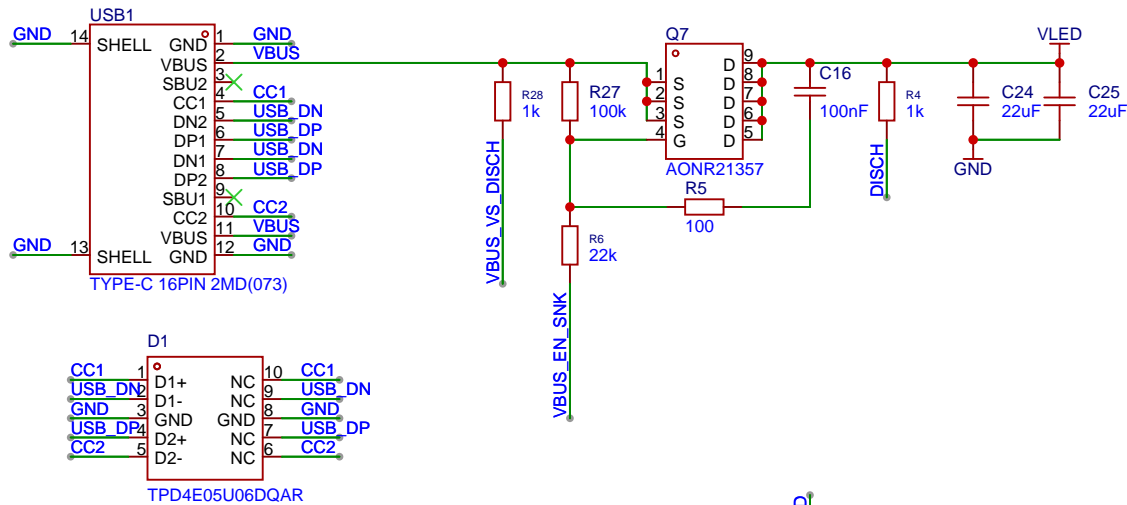 USB1
GND 14 SHELL GND 1 GND
VBUS 2 VBUS
SBU2 3
CC1 4 CC1
DN2 5 USB_DN
DP1 6 USB_DP
DN1 7 USB_DN
DP2 8 USB_DP
SBU1 9
CC2 10 CC2
VBUS 11 VBUS
GND 13 SHELL GND 12 GND
TYPE-C 16PIN 2MD(073)
R28
1k
VBUS_VS_DISCH
R27
100k
R6
22k
VBUS_EN_SNK
Q7
D 9
1 S D 8
2 S D 7
3 S D 6
4 G D 5
AONR21357
R5
100
C16
100nF
R4
1k
DISCH
VLED
C24
22uF
C25
22uF
GND
D1
CC1 1 D1+ NC 10 CC1
USB_DN 2 D1- NC 9 USB_DN
GND 3 GND GND 8 GND
USB_DP 4 D2+ NC 7 USB_DP
CC2 5 D2- NC 6 CC2
TPD4E05U06DQAR